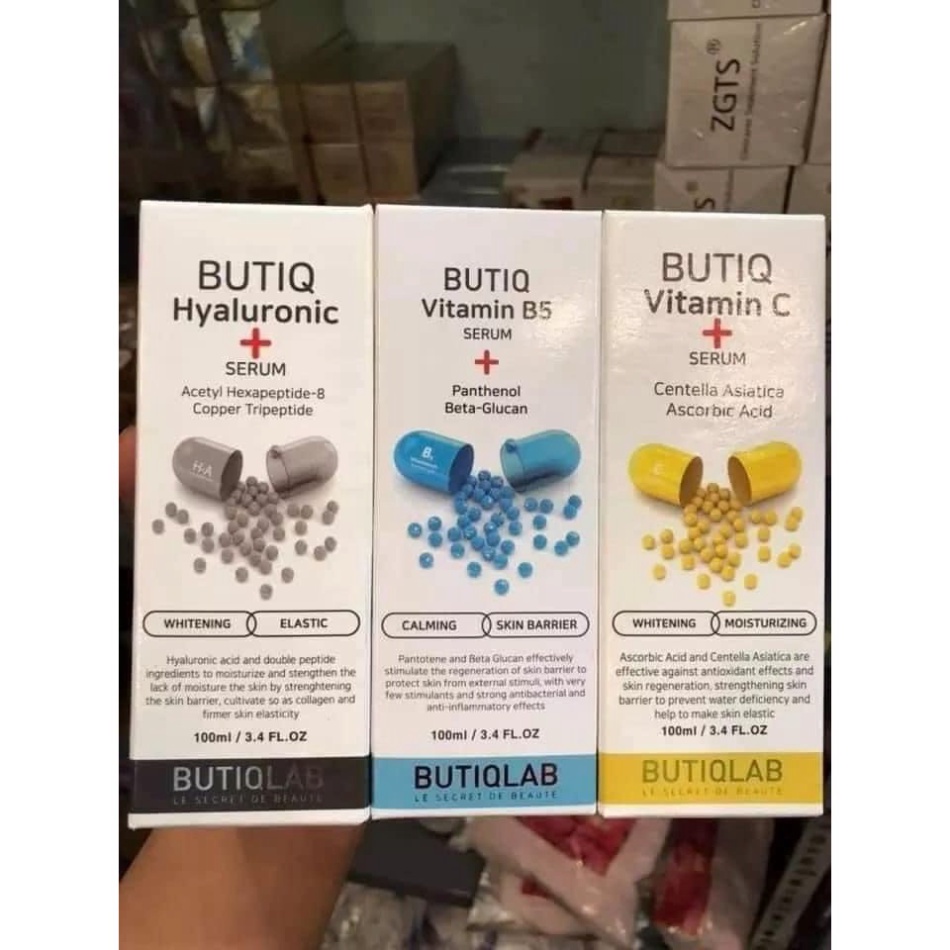 ZGTS®
BUTIQ
Hyaluronic
+
SERUM
Acetyl Hexapeptide-8
Copper Tripeptide
H.A
WHITENING
ELASTIC
Hyaluronic acid and double peptide
ingredients to moisturize and stengthen the
lack of moisture the skin by strenghtening
the skin barrier, cultivate so as collagen and
firmer skin elasticity
100ml / 3.4 FL.OZ
BUTIQLAB
LE SECRET DE BEAUTE
BUTIQ
Vitamin B5
SERUM
+
Panthenol
Beta-Glucan
CALMING
SKIN BARRIER
Pantotene and Beta Glucan effectively
stimulate the regeneration of skin barrier to
protect skin from external stimuli, with very
few stimulants and strong antibacterial and
anti-inflammatory effects
100ml / 3.4 FL.OZ
BUTIQLAB
LE SECRET DE BEAUTE
BUTIQ
Vitamin C
+
SERUM
Centella Asiatica
Ascorbic Acid
WHITENING
MOISTURIZING
Ascorbic Acid and Centella Asiatica are
effective against antioxidant effects and
skin regeneration, strengthening skin
barrier to prevent water deficiency and
help to make skin elastic
100ml / 3.4 FL.OZ
BUTIQLAB
LE SECRET DE BEAUTE